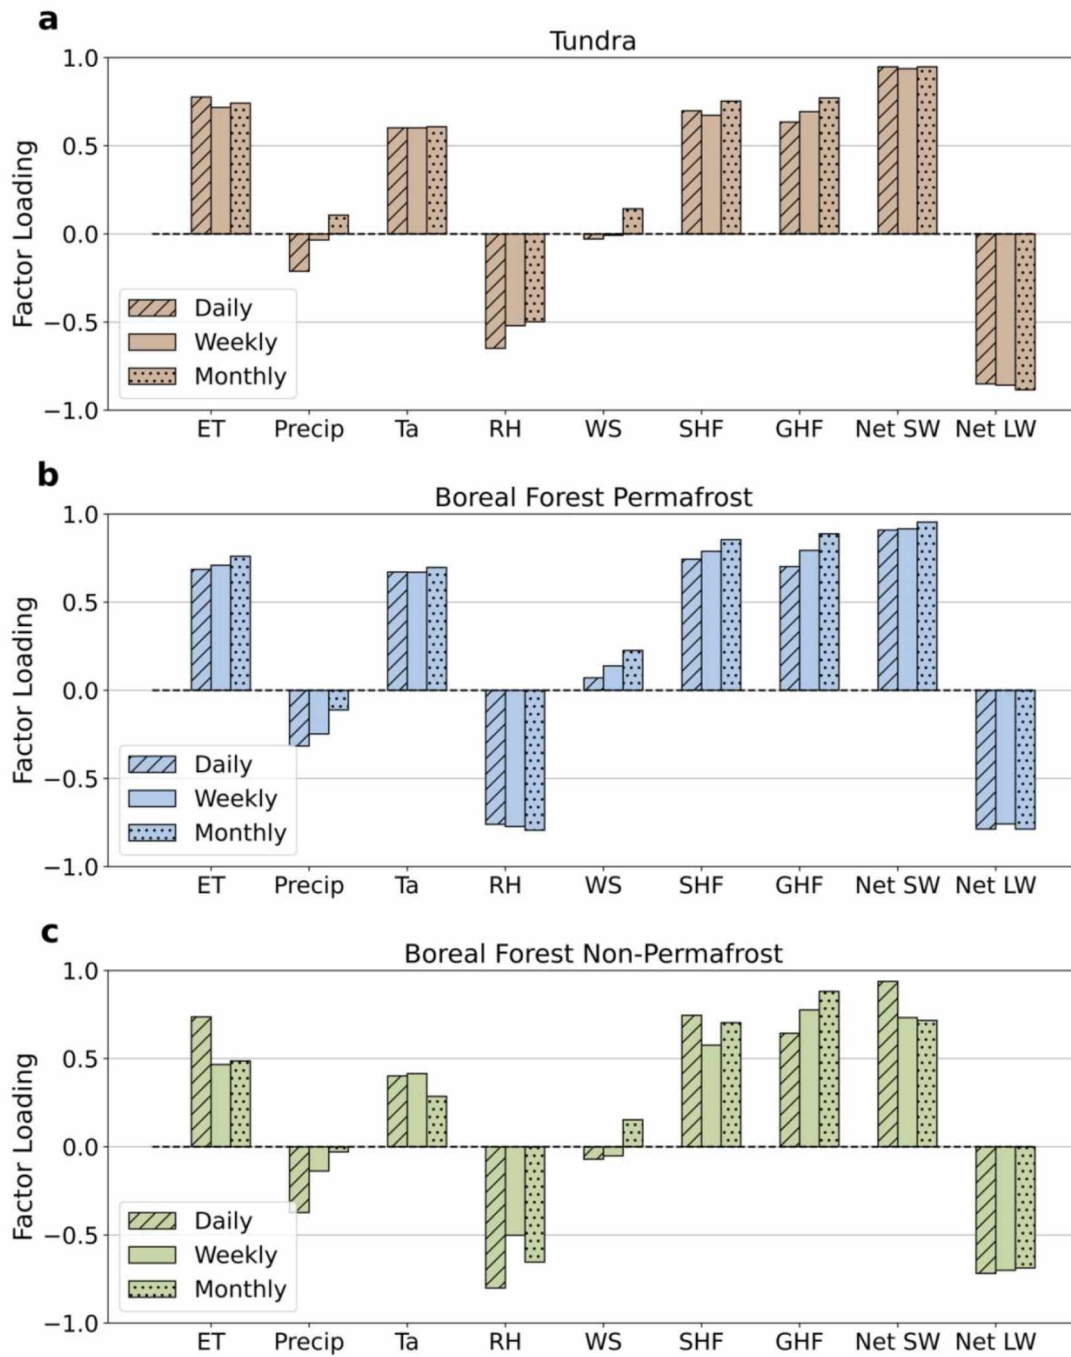 a
Tundra
Factor Loading
1.0
0.5
0.0
−0.5
−1.0
Daily
Weekly
Monthly
ET Precip Ta RH WS SHF GHF Net SW Net LW
b
Boreal Forest Permafrost
Factor Loading
1.0
0.5
0.0
−0.5
−1.0
Daily
Weekly
Monthly
ET Precip Ta RH WS SHF GHF Net SW Net LW
c
Boreal Forest Non-Permafrost
Factor Loading
1.0
0.5
0.0
−0.5
−1.0
Daily
Weekly
Monthly
ET Precip Ta RH WS SHF GHF Net SW Net LW